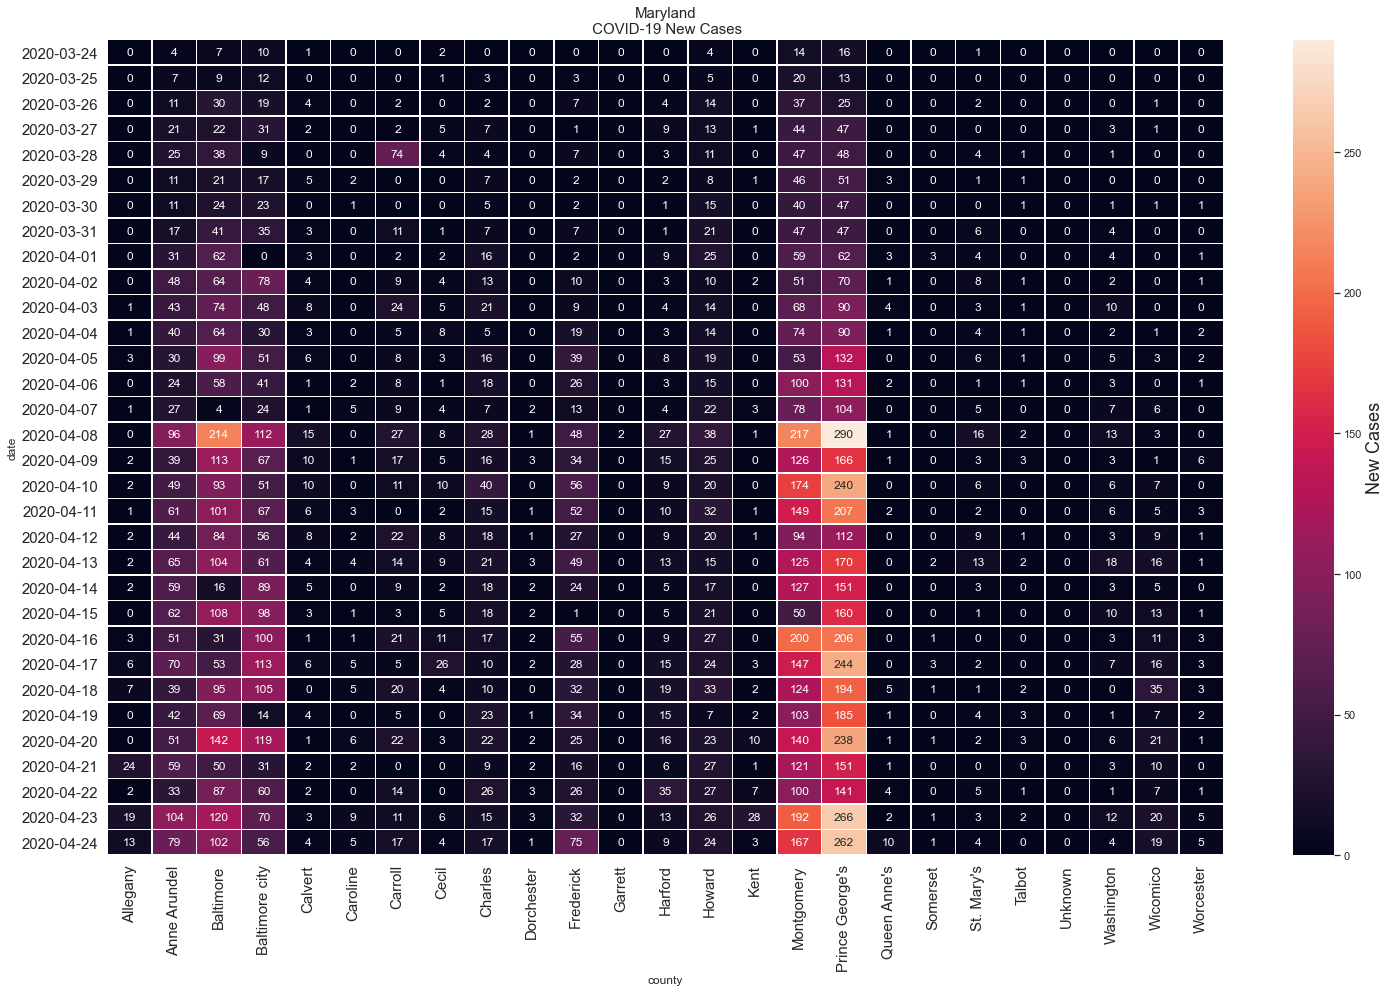 Maryland
COVID-19 New Cases
2020-03-24 0 4 7 10 1 0 0 2 0 0 0 0 0 4 0 14 16 0 0 1 0 0 0 0 0
2020-03-25 0 7 9 12 0 0 0 1 3 0 3 0 0 5 0 20 13 0 0 0 0 0 0 0 0
2020-03-26 0 11 30 19 4 0 2 0 2 0 7 0 4 14 0 37 25 0 0 2 0 0 0 1 0
2020-03-27 0 21 22 31 2 0 2 5 7 0 1 0 9 13 1 44 47 0 0 0 0 0 3 1 0
2020-03-28 0 25 38 9 0 0 74 4 4 0 7 0 3 11 0 47 48 0 0 4 1 0 1 0 0
2020-03-29 0 11 21 17 5 2 0 0 7 0 2 0 2 8 1 46 51 3 0 1 1 0 0 0 0
2020-03-30 0 11 24 23 0 1 0 0 5 0 2 0 1 15 0 40 47 0 0 0 1 0 1 1 1
2020-03-31 0 17 41 35 3 0 11 1 7 0 7 0 1 21 0 47 47 0 0 6 0 0 4 0 0
2020-04-01 0 31 62 0 3 0 2 2 16 0 2 0 9 25 0 59 62 3 3 4 0 0 4 0 1
2020-04-02 0 48 64 78 4 0 9 4 13 0 10 0 3 10 2 51 70 1 0 8 1 0 2 0 1
2020-04-03 1 43 74 48 8 0 24 5 21 0 9 0 4 14 0 68 90 4 0 3 1 0 10 0 0
2020-04-04 1 40 64 30 3 0 5 8 5 0 19 0 3 14 0 74 90 1 0 4 1 0 2 1 2
2020-04-05 3 30 99 51 6 0 8 3 16 0 39 0 8 19 0 53 132 0 0 6 1 0 5 3 2
2020-04-06 0 24 58 41 1 2 8 1 18 0 26 0 3 15 0 100 131 2 0 1 1 0 3 0 1
2020-04-07 1 27 4 24 1 5 9 4 7 2 13 0 4 22 3 78 104 0 0 5 0 0 7 6 0
2020-04-08 0 96 214 112 15 0 27 8 28 1 48 2 27 38 1 217 290 1 0 16 2 0 13 3 0
2020-04-09 2 39 113 67 10 1 17 5 16 3 34 0 15 25 0 126 166 1 0 3 3 0 3 1 6
2020-04-10 2 49 93 51 10 0 11 10 40 0 56 0 9 20 0 174 240 0 0 6 0 0 6 7 0
2020-04-11 1 61 101 67 6 3 0 2 15 1 52 0 10 32 1 149 207 2 0 2 0 0 6 5 3
2020-04-12 2 44 84 56 8 2 22 8 18 1 27 0 9 20 1 94 112 0 0 9 1 0 3 9 1
2020-04-13 2 65 104 61 4 4 14 9 21 3 49 0 13 15 0 125 170 0 2 13 2 0 18 16 1
2020-04-14 2 59 16 89 5 0 9 2 18 2 24 0 5 17 0 127 151 0 0 0 0 0 3 5 0
2020-04-15 0 62 108 98 3 1 3 5 18 2 1 0 5 21 0 50 160 0 0 1 0 0 10 13 1
2020-04-16 3 51 31 100 1 1 21 11 17 2 55 0 9 27 0 200 206 0 1 0 0 0 3 11 3
2020-04-17 6 70 53 113 6 5 5 26 10 2 28 0 15 24 3 147 244 0 3 2 0 0 7 16 3
2020-04-18 7 39 95 105 0 5 20 4 10 0 32 0 19 33 2 124 194 5 1 1 2 0 0 35 3
2020-04-19 0 42 69 14 4 0 5 0 23 1 34 0 15 7 2 103 185 1 0 4 3 0 1 7 2
2020-04-20 0 51 142 119 1 6 22 3 22 2 25 0 16 23 10 140 238 1 1 2 3 0 6 21 1
2020-04-21 24 59 50 31 2 2 0 0 9 2 16 0 6 27 1 121 151 1 0 0 0 0 3 10 0
2020-04-22 2 33 87 60 2 0 14 0 26 3 26 0 35 27 7 100 141 4 0 5 1 0 1 7 1
2020-04-23 19 104 120 70 3 9 11 6 15 3 32 0 13 26 28 192 266 2 1 3 2 0 12 20 5
2020-04-24 13 79 102 56 4 5 17 4 17 1 75 0 9 24 3 167 262 10 1 4 0 0 4 19 5
Allegany Anne Arundel Baltimore Baltimore city Calvert Caroline Carroll Cecil Charles Dorchester Frederick Garrett Harford Howard Kent Montgomery Prince George's Queen Anne's Somerset St. Mary's Talbot Unknown Washington Wicomico Worcester
county
date
250
200
150
100
50
0
New Cases